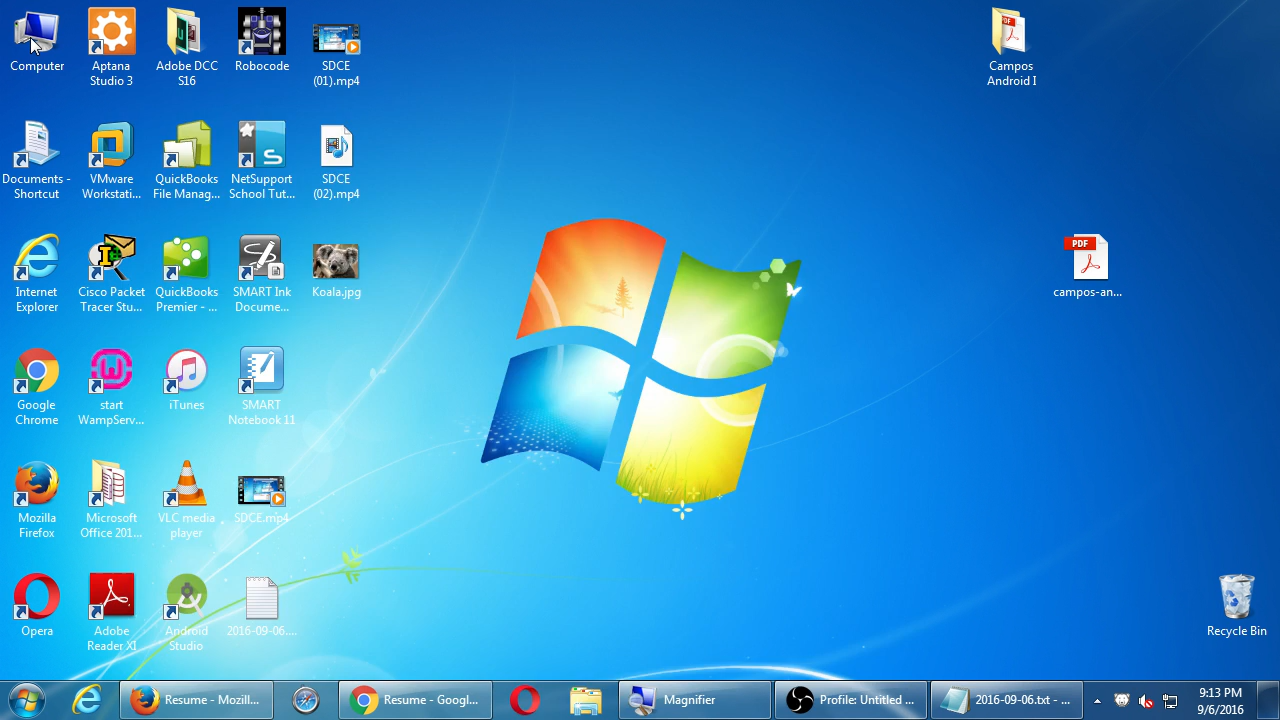 Computer
Aptana
Studio 3
Adobe DCC
S16
Robocode
SDCE
(01).mp4
PDF
Campos
Android I
Documents -
Shortcut
VMware
Workstati...
QuickBooks
File Manag...
NetSupport
School Tut...
SDCE
(02).mp4
Internet
Explorer
Cisco Packet
Tracer Stu...
QuickBooks
Premier - ...
SMART Ink
Docume...
Koala.jpg
PDF
campos-an...
Google
Chrome
start
WampServ...
iTunes
SMART
Notebook 11
Mozilla
Firefox
Microsoft
Office 201...
VLC media
player
SDCE.mp4
Opera
Adobe
Reader XI
Android
Studio
2016-09-06....
Recycle Bin
Resume - Mozill...
Resume - Googl...
Magnifier
Profile: Untitled ...
2016-09-06.txt - ...
9:13 PM
9/6/2016